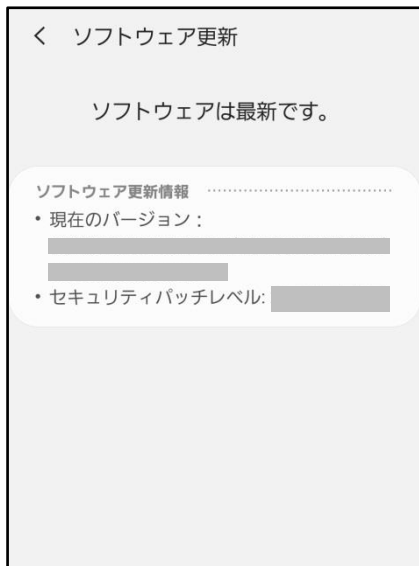 ソフトウェア更新
ソフトウェアは最新です。
ソフトウェア更新情報
• 現在のバージョン :
• セキュリティパッチレベル: